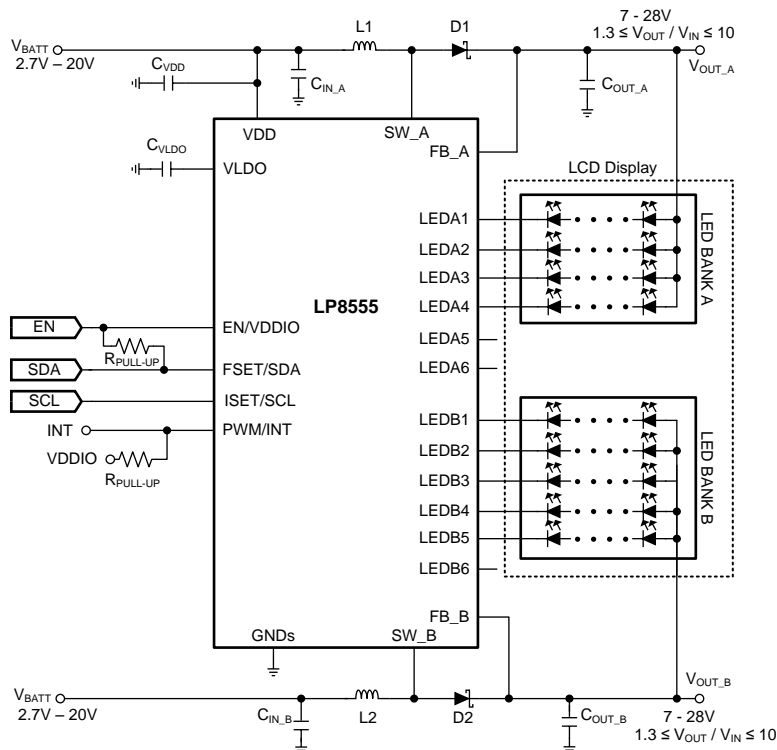 L1
D1
7 - 28V
1.3 ≤ VOUT / VIN ≤ 10
VBATT
2.7V – 20V
CVDD
CIN_A
COUT_A
VOUT_A
VDD
SW_A
FB_A
CVLDO
VLDO
LCD Display
LEDA1
LEDA2
LEDA3
LEDA4
LEDA5
LEDA6
LED BANK A
LP8555
EN
EN/VDDIO
RPULL-UP
SDA
FSET/SDA
SCL
ISET/SCL
INT
PWM/INT
VDDIO
RPULL-UP
LEDB1
LEDB2
LEDB3
LEDB4
LEDB5
LEDB6
LED BANK B
FB_B
GNDs
SW_B
VBATT
2.7V – 20V
CIN_B
L2
D2
COUT_B
VOUT_B
7 - 28V
1.3 ≤ VOUT / VIN ≤ 10